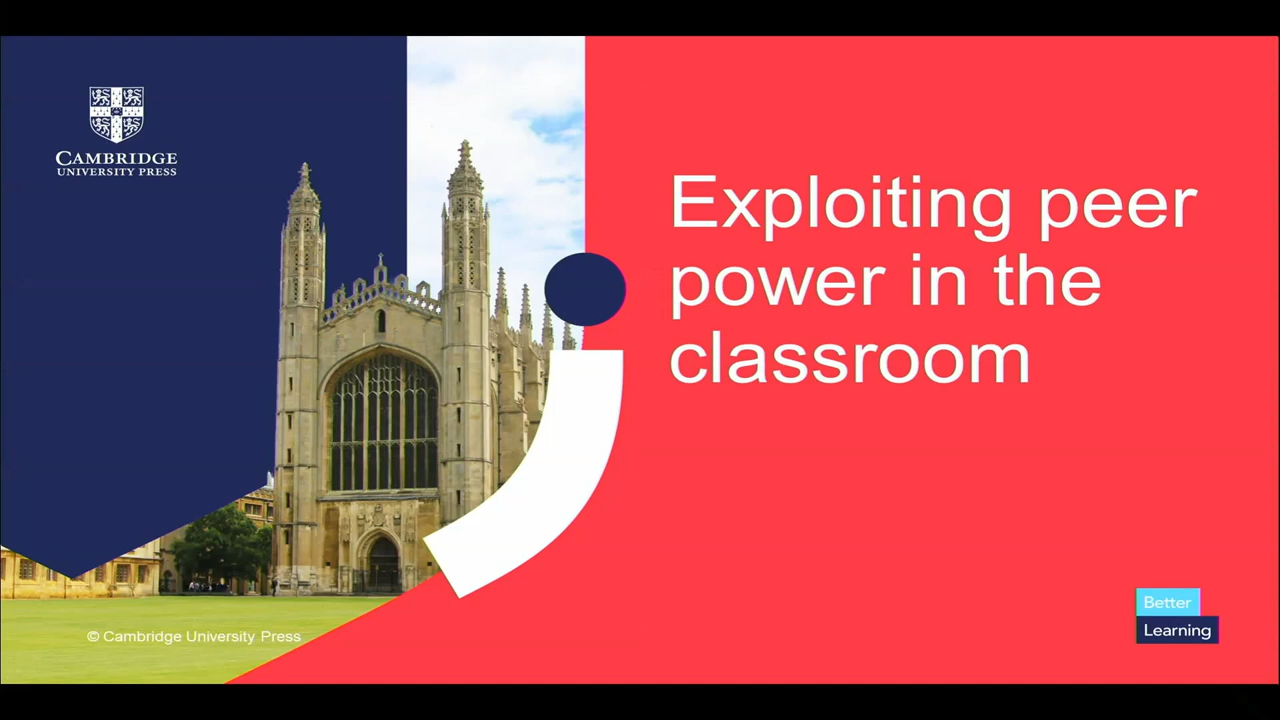 CAMBRIDGE
UNIVERSITY PRESS
Exploiting peer
power in the
classroom
© Cambridge University Press
Better
Learning